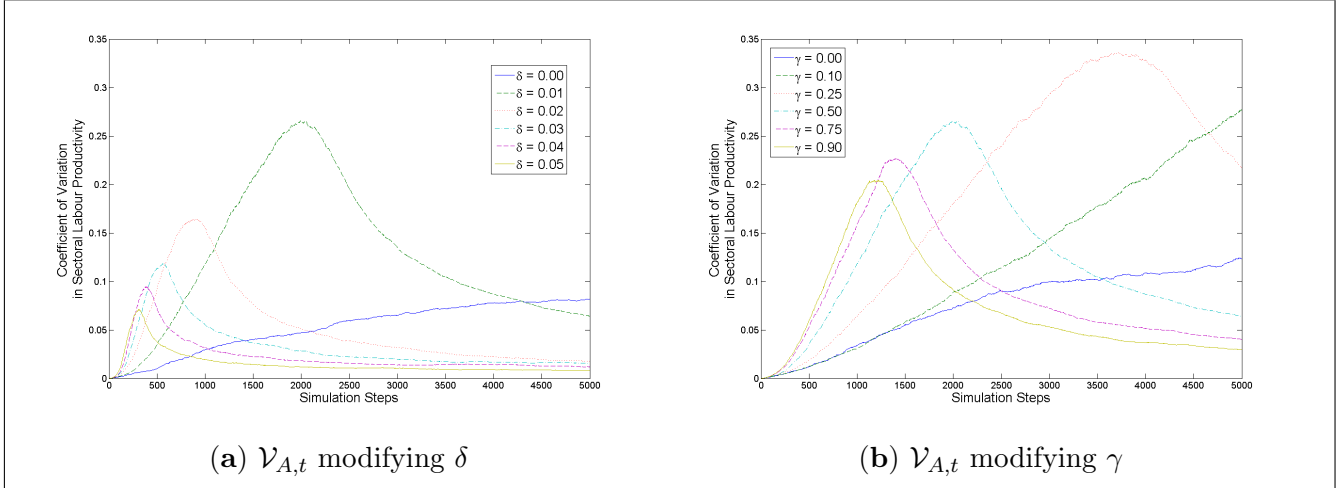 0.35
0.3
0.25
0.2
0.15
0.1
0.05
0
0 500 1000 1500 2000 2500 3000 3500 4000 4500 5000
Simulation Steps
Coefficient of Variation
in Sectoral Labour Productivity
δ = 0.00
δ = 0.01
δ = 0.02
δ = 0.03
δ = 0.04
δ = 0.05
(a) 𝒱A,t modifying δ
0.35
0.3
0.25
0.2
0.15
0.1
0.05
0
0 500 1000 1500 2000 2500 3000 3500 4000 4500 5000
Simulation Steps
Coefficient of Variation
in Sectoral Labour Productivity
γ = 0.00
γ = 0.10
γ = 0.25
γ = 0.50
γ = 0.75
γ = 0.90
(b) 𝒱A,t modifying γ